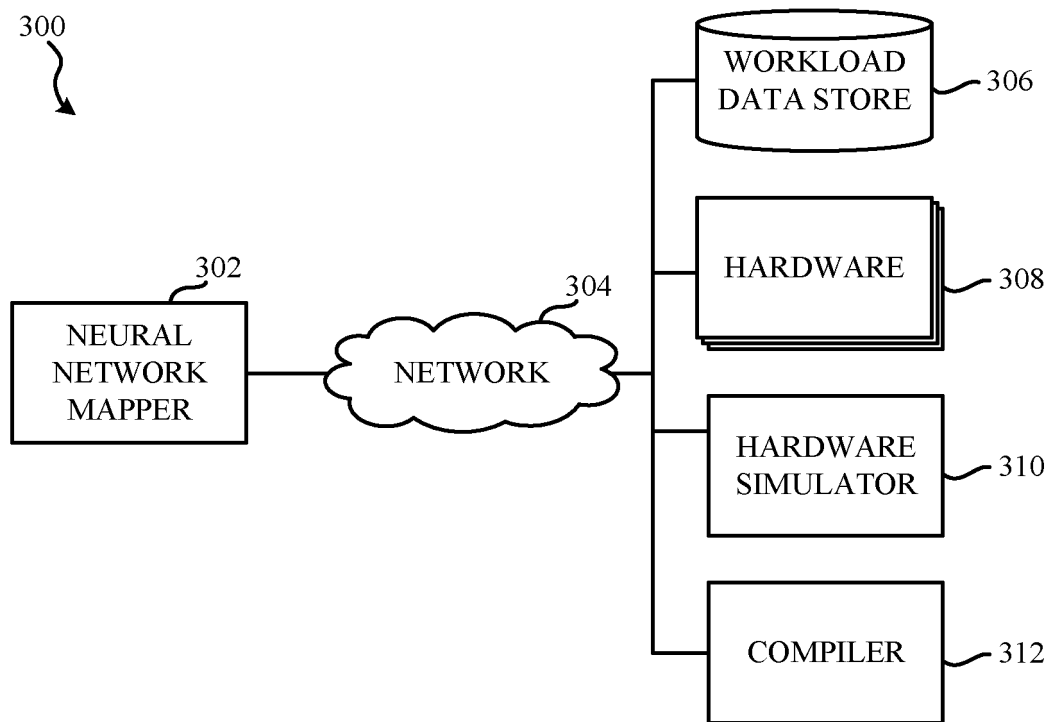 300
WORKLOAD
DATA STORE
306
HARDWARE
308
302
NEURAL
NETWORK
MAPPER
304
NETWORK
HARDWARE
SIMULATOR
310
COMPILER
312